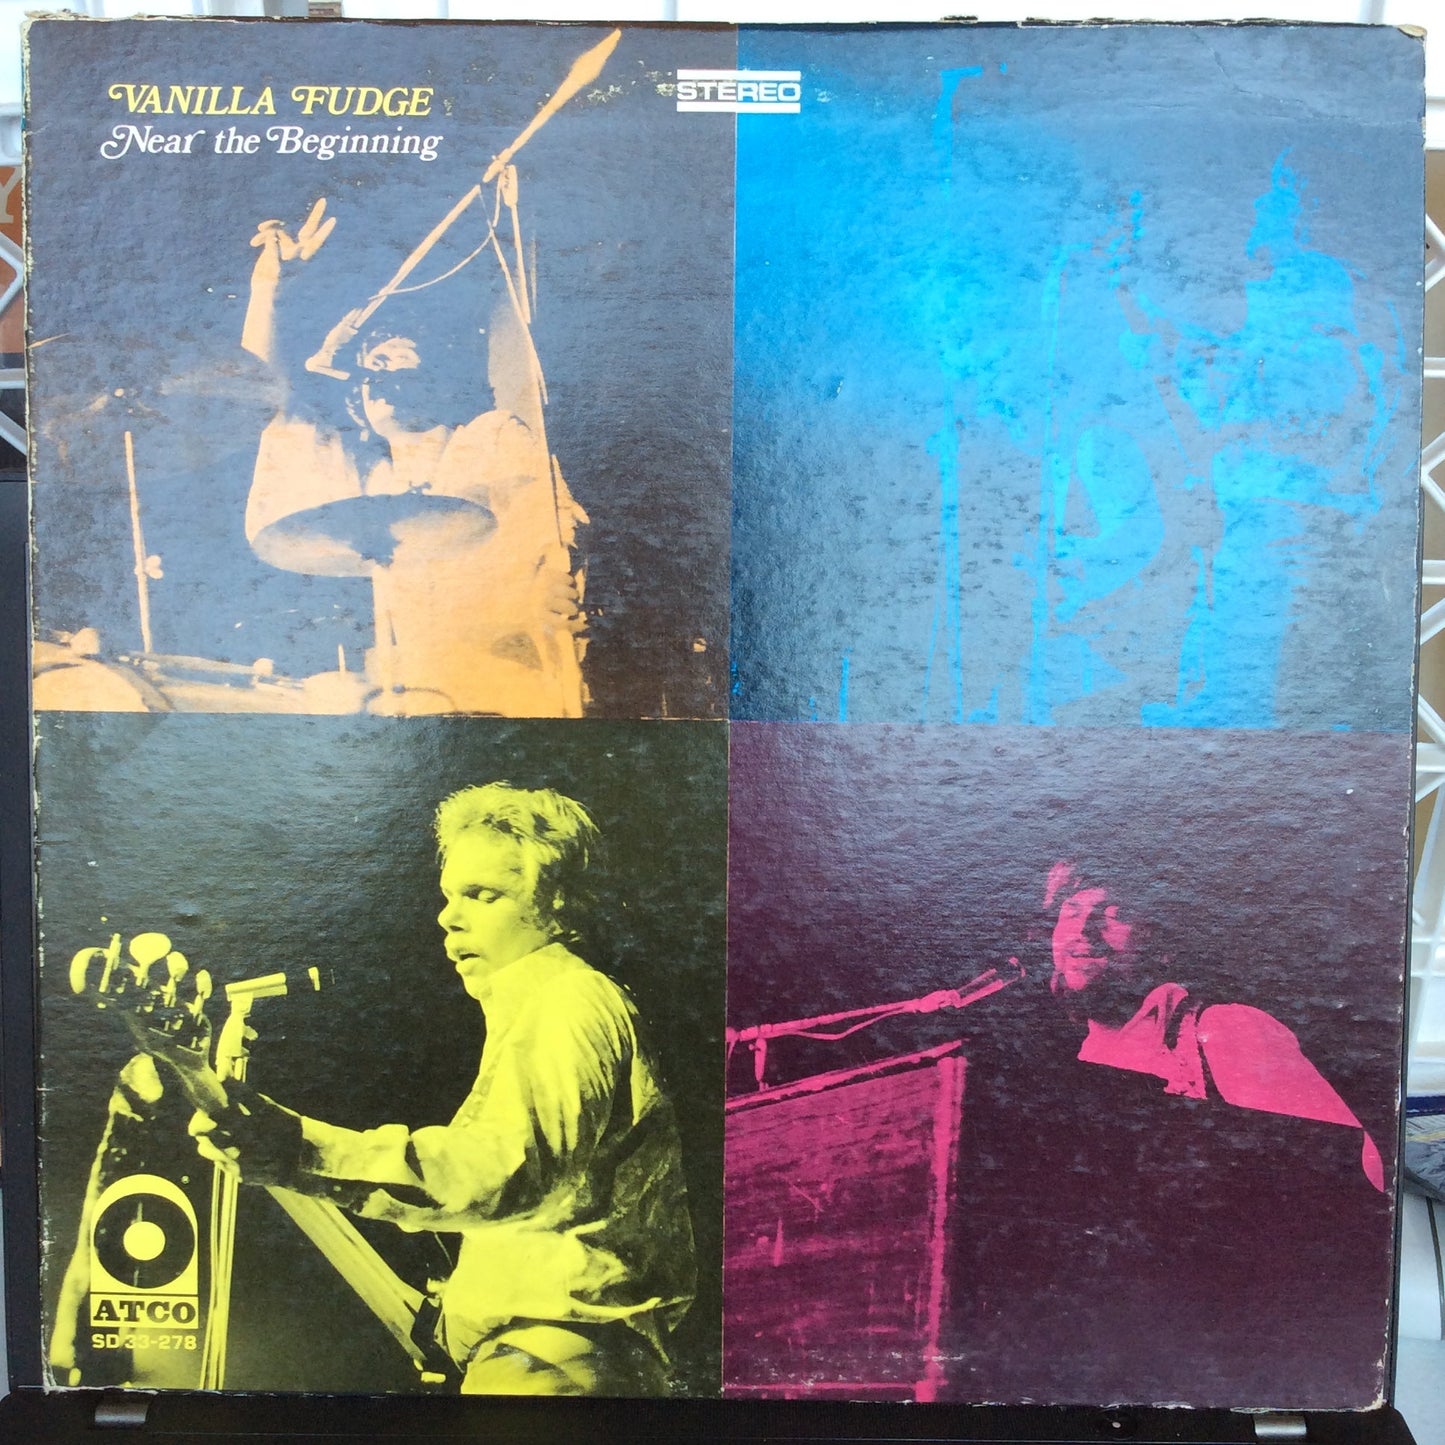 VANILLA FUDGE
Near the Beginning
STEREO
ATCO
SD 33-278